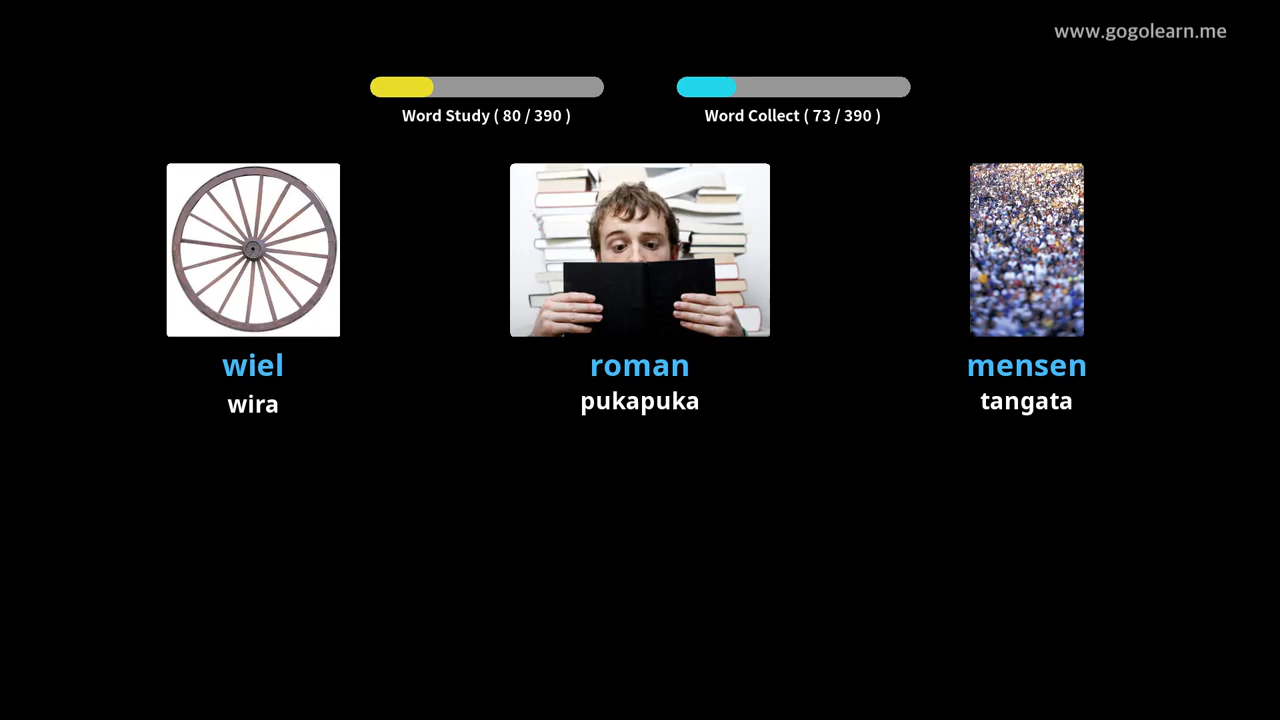 www.gogolearn.me
Word Study ( 80 / 390 )
Word Collect ( 73 / 390 )
wiel
wira
roman
pukapuka
mensen
tangata